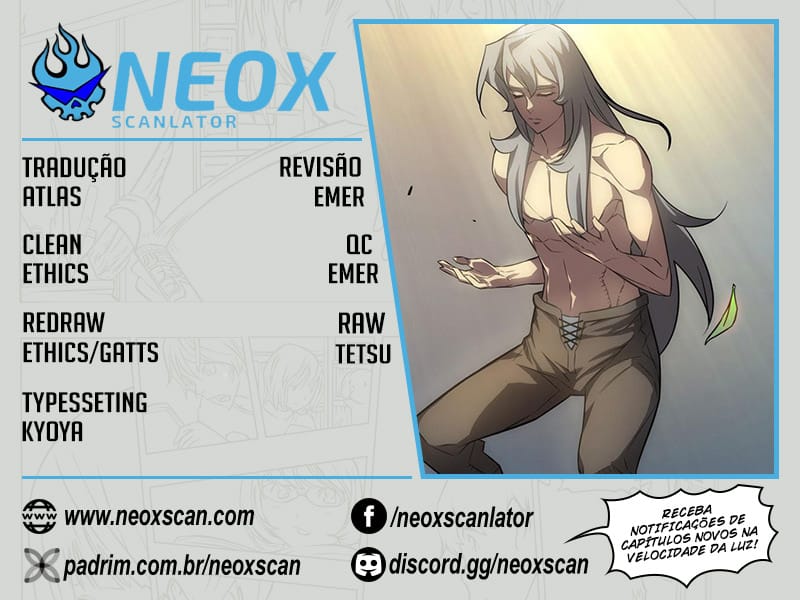 NEOX
SCANLATOR
TRADUÇÃO
ATLAS
REVISÃO
EMER
CLEAN
ETHICS
QC
EMER
REDRAW
ETHICS/GATTS
RAW
TETSU
TYPESSETING
KYOYA
www
www.neoxscan.com
/neoxscanlator
padrim.com.br/neoxscan
discord.gg/neoxscan
RECEBA
NOTIFICAÇÕES DE
CAPÍTULOS NOVOS NA
VELOCIDADE DA LUZ!